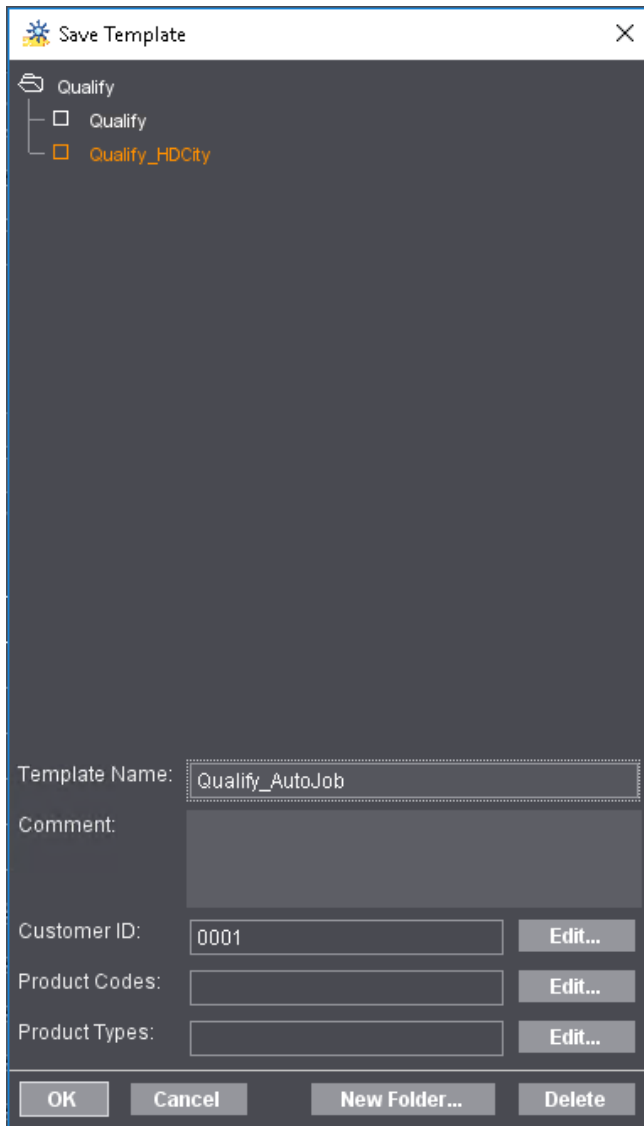 Save Template
Qualify
Qualify
Qualify_HDCity
Template Name: Qualify_AutoJob
Comment:
Customer ID: 0001 Edit...
Product Codes: Edit...
Product Types: Edit...
OK Cancel New Folder... Delete